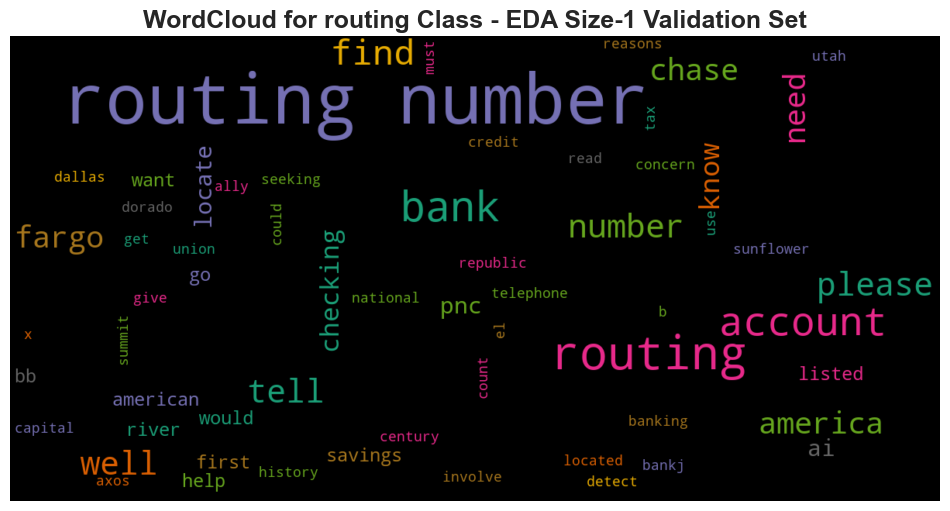 WordCloud for routing Class - EDA Size-1 Validation Set
find
must
reasons
utah
chase
routing number
need
tax
credit
locate
know
read
concern
dallas
want
ally
seeking
dorado
bank
could
use
number
fargo
get
union
checking
sunflower
republic
go
please
give
national
telephone
pnc
account
b
summit
x
el
routing
count
bb
listed
tell
american
would
america
capital
river
banking
century
ai
well
first
savings
located
bankj
history
involve
axos
help
detect